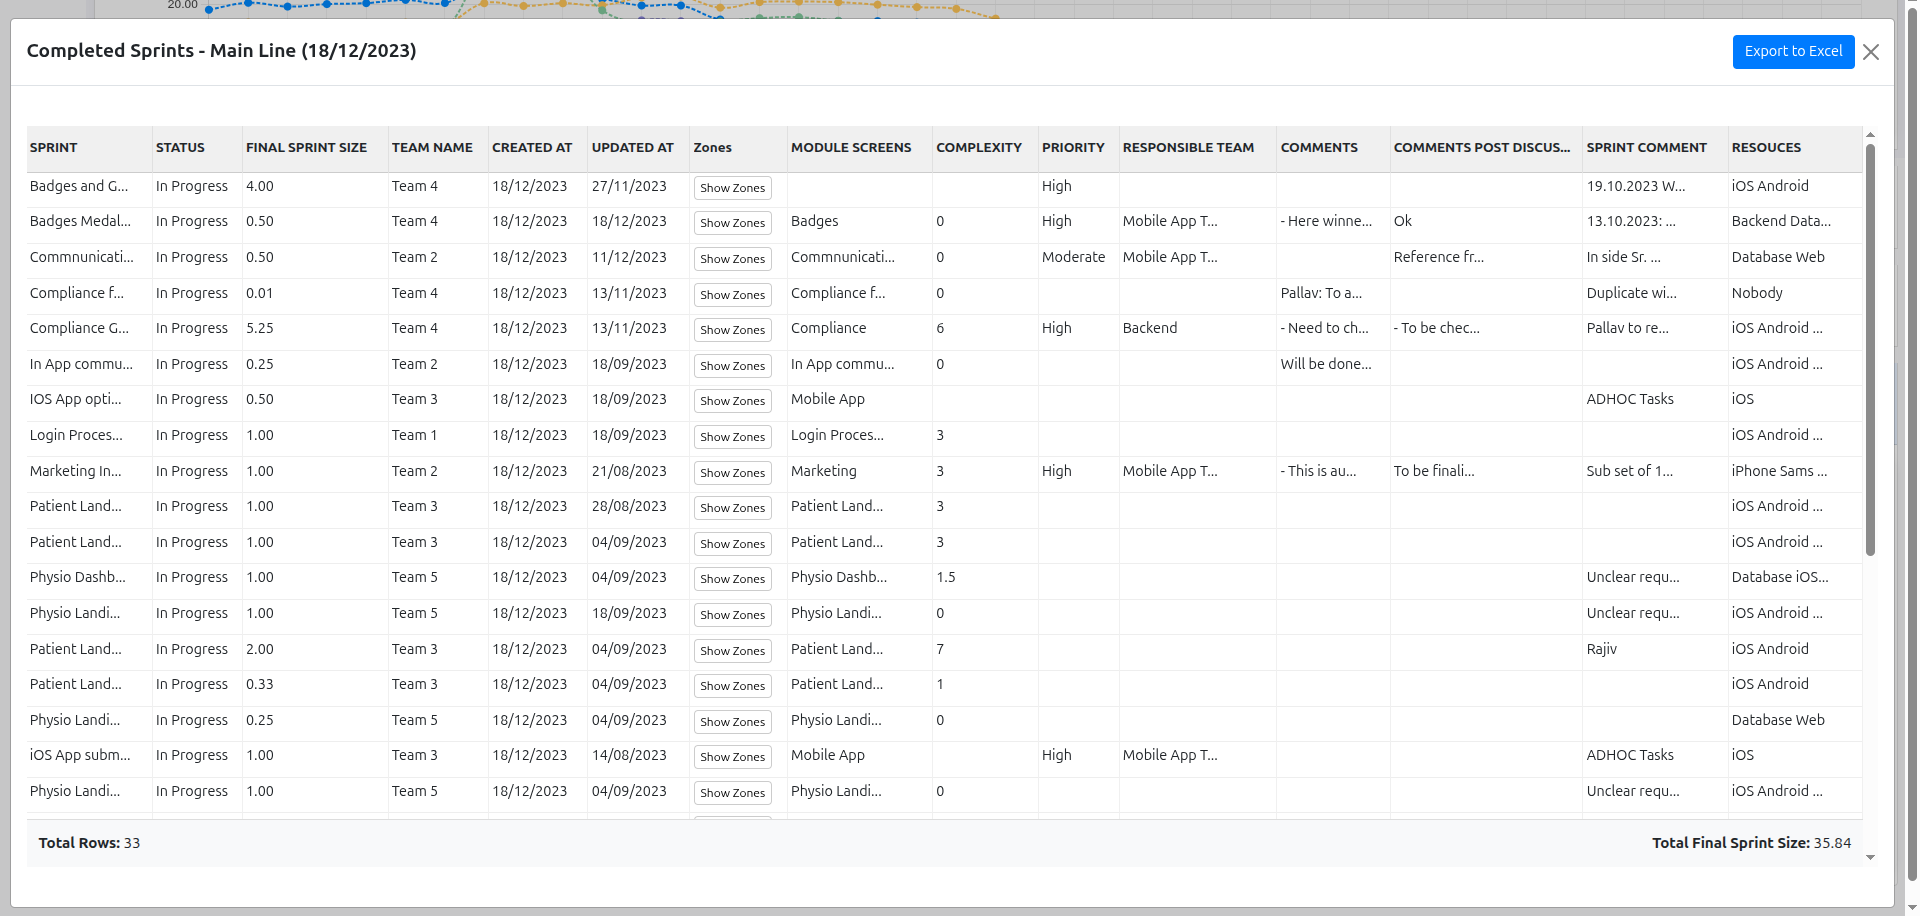 20.00
Completed Sprints - Main Line (18/12/2023) Export to Excel
SPRINT STATUS FINAL SPRINT SIZE TEAM NAME CREATED AT UPDATED AT Zones MODULE SCREENS COMPLEXITY PRIORITY RESPONSIBLE TEAM COMMENTS COMMENTS POST DISCUS... SPRINT COMMENT RESOUCES
Badges and G... In Progress 4.00 Team 4 18/12/2023 27/11/2023 Show Zones High 19.10.2023 W... iOS Android
Badges Medal... In Progress 0.50 Team 4 18/12/2023 18/12/2023 Show Zones Badges 0 High Mobile App T... - Here winne... Ok 13.10.2023: ... Backend Data...
Commnunicati... In Progress 0.50 Team 2 18/12/2023 11/12/2023 Show Zones Commnunicati... 0 Moderate Mobile App T... Reference fr... In side Sr. ... Database Web
Compliance f... In Progress 0.01 Team 4 18/12/2023 13/11/2023 Show Zones Compliance f... 0 Pallav: To a... Duplicate wi... Nobody
Compliance G... In Progress 5.25 Team 4 18/12/2023 13/11/2023 Show Zones Compliance 6 High Backend - Need to ch... - To be chec... Pallav to re... iOS Android ...
In App commu... In Progress 0.25 Team 2 18/12/2023 18/09/2023 Show Zones In App commu... 0 Will be done... iOS Android ...
IOS App opti... In Progress 0.50 Team 3 18/12/2023 18/09/2023 Show Zones Mobile App ADHOC Tasks iOS
Login Proces... In Progress 1.00 Team 1 18/12/2023 18/09/2023 Show Zones Login Proces... 3 iOS Android ...
Marketing In... In Progress 1.00 Team 2 18/12/2023 21/08/2023 Show Zones Marketing 3 High Mobile App T... - This is au... To be finali... Sub set of 1... iPhone Sams ...
Patient Land... In Progress 1.00 Team 3 18/12/2023 28/08/2023 Show Zones Patient Land... 3 iOS Android ...
Patient Land... In Progress 1.00 Team 3 18/12/2023 04/09/2023 Show Zones Patient Land... 3 iOS Android ...
Physio Dashb... In Progress 1.00 Team 5 18/12/2023 04/09/2023 Show Zones Physio Dashb... 1.5 Unclear requ... Database iOS...
Physio Landi... In Progress 1.00 Team 5 18/12/2023 18/09/2023 Show Zones Physio Landi... 0 Unclear requ... iOS Android ...
Patient Land... In Progress 2.00 Team 3 18/12/2023 04/09/2023 Show Zones Patient Land... 7 Rajiv iOS Android
Patient Land... In Progress 0.33 Team 3 18/12/2023 04/09/2023 Show Zones Patient Land... 1 iOS Android
Physio Landi... In Progress 0.25 Team 5 18/12/2023 04/09/2023 Show Zones Physio Landi... 0 Database Web
iOS App subm... In Progress 1.00 Team 3 18/12/2023 14/08/2023 Show Zones Mobile App High Mobile App T... ADHOC Tasks iOS
Physio Landi... In Progress 1.00 Team 5 18/12/2023 04/09/2023 Show Zones Physio Landi... 0 Unclear requ... iOS Android ...
Total Rows: 33 Total Final Sprint Size: 35.84